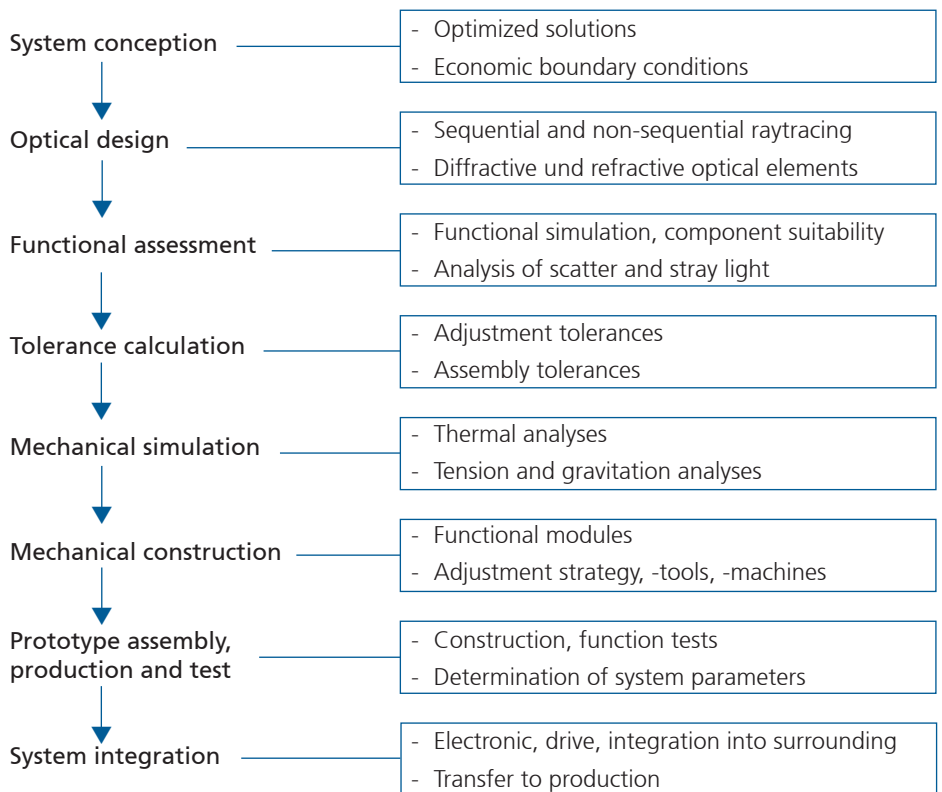 System conception
- Optimized solutions
- Economic boundary conditions
Optical design
- Sequential and non-sequential raytracing
- Diffractive und refractive optical elements
Functional assessment
- Functional simulation, component suitability
- Analysis of scatter and stray light
Tolerance calculation
- Adjustment tolerances
- Assembly tolerances
Mechanical simulation
- Thermal analyses
- Tension and gravitation analyses
Mechanical construction
- Functional modules
- Adjustment strategy, -tools, -machines
Prototype assembly,
production and test
- Construction, function tests
- Determination of system parameters
System integration
- Electronic, drive, integration into surrounding
- Transfer to production